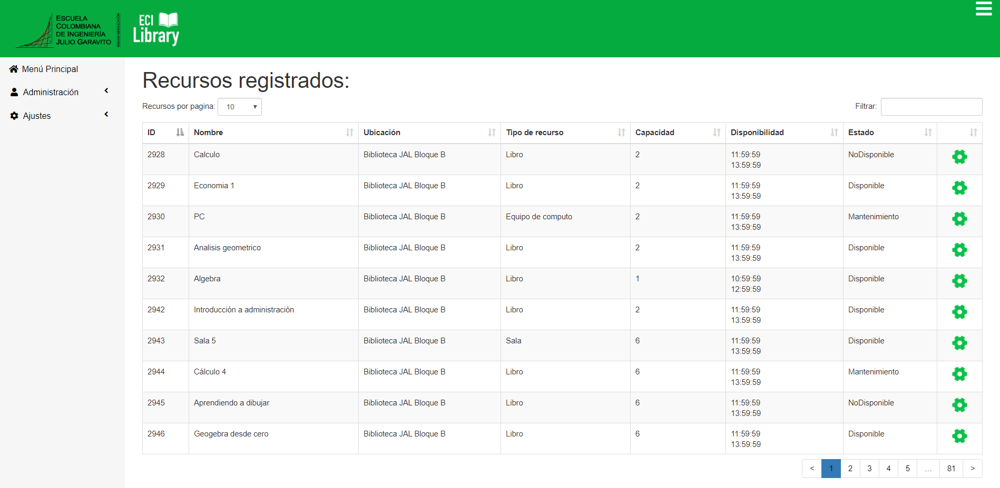 ESCUELA
COLOMBIANA
DE INGENIERÍA
JULIO GARAVITO
VIGILADA MINEDUCACIÓN
ECI
Library
Menú Principal
Administración
Ajustes
Recursos registrados:
Recursos por pagina: 10
Filtrar:
ID Nombre Ubicación Tipo de recurso Capacidad Disponibilidad Estado
2928 Calculo Biblioteca JAL Bloque B Libro 2 11:59:59 NoDisponible
13:59:59
2929 Economia 1 Biblioteca JAL Bloque B Libro 2 11:59:59 Disponible
13:59:59
2930 PC Biblioteca JAL Bloque B Equipo de computo 2 11:59:59 Mantenimiento
13:59:59
2931 Analisis geometrico Biblioteca JAL Bloque B Libro 2 11:59:59 Disponible
13:59:59
2932 Algebra Biblioteca JAL Bloque B Libro 1 10:59:59 Disponible
12:59:59
2942 Introducción a administración Biblioteca JAL Bloque B Libro 2 11:59:59 Disponible
13:59:59
2943 Sala 5 Biblioteca JAL Bloque B Sala 6 11:59:59 Disponible
13:59:59
2944 Cálculo 4 Biblioteca JAL Bloque B Libro 6 11:59:59 Mantenimiento
13:59:59
2945 Aprendiendo a dibujar Biblioteca JAL Bloque B Libro 6 11:59:59 NoDisponible
13:59:59
2946 Geogebra desde cero Biblioteca JAL Bloque B Libro 6 11:59:59 Disponible
13:59:59
< 1 2 3 4 5 … 81 >